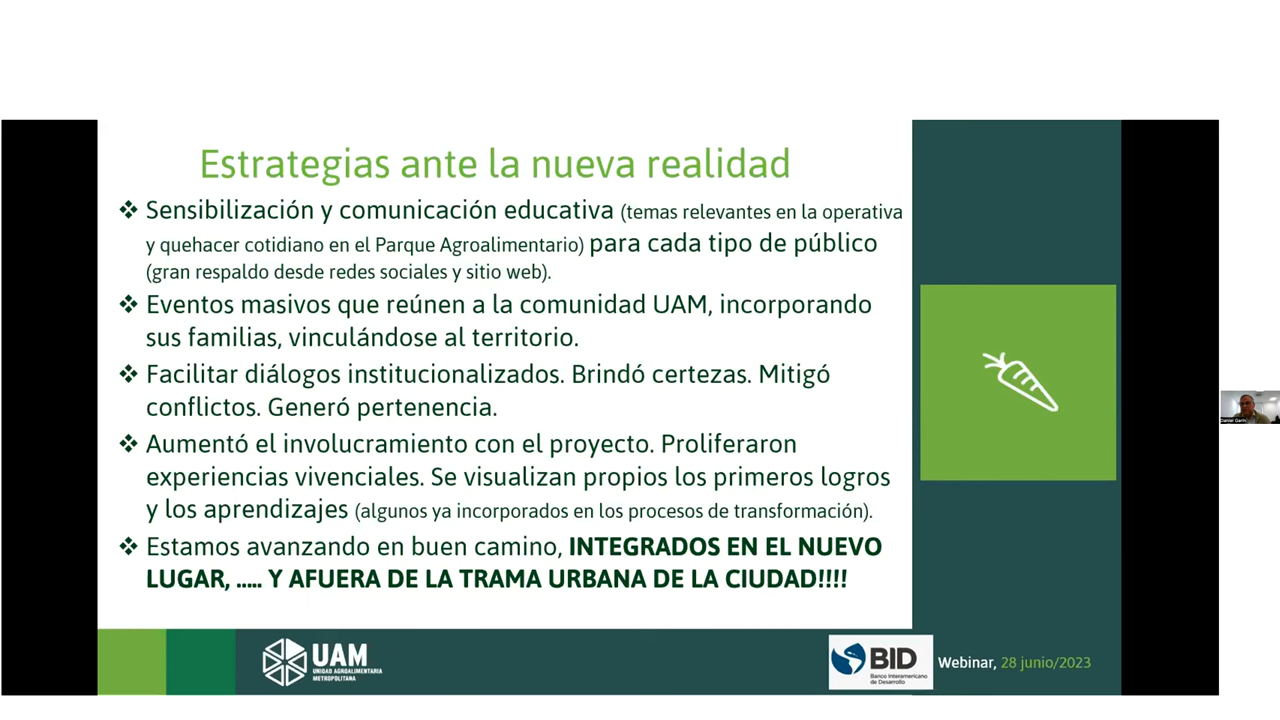 Estrategias ante la nueva realidad
❖ Sensibilización y comunicación educativa (temas relevantes en la operativa
y quehacer cotidiano en el Parque Agroalimentario) para cada tipo de público
(gran respaldo desde redes sociales y sitio web).
❖ Eventos masivos que reúnen a la comunidad UAM, incorporando
sus familias, vinculándose al territorio.
❖ Facilitar diálogos institucionalizados. Brindó certezas. Mitigó
conflictos. Generó pertenencia.
❖ Aumentó el involucramiento con el proyecto. Proliferaron
experiencias vivenciales. Se visualizan propios los primeros logros
y los aprendizajes (algunos ya incorporados en los procesos de transformación).
❖ Estamos avanzando en buen camino, INTEGRADOS EN EL NUEVO
LUGAR, ..... Y AFUERA DE LA TRAMA URBANA DE LA CIUDAD!!!!
UAM
UNIDAD AGROALIMENTARIA
METROPOLITANA
BID
Banco Interamericano
de Desarrollo
Webinar, 28 junio/2023
Daniel Garín